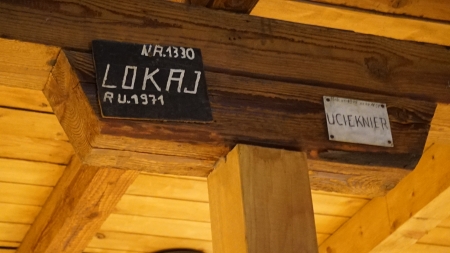 NR.1330
LOKAJ
R U.1971
UCIEKNIER